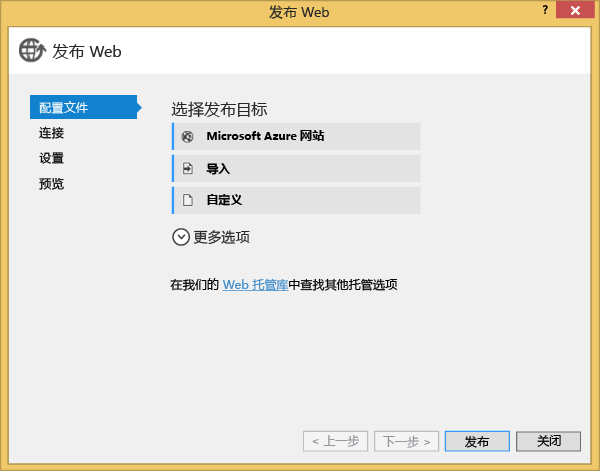 发布 Web
?
发布 Web
配置文件
连接
设置
预览
选择发布目标
Microsoft Azure 网站
导入
自定义
更多选项
在我们的 Web 托管库中查找其他托管选项
< 上一步 下一步 > 发布 关闭